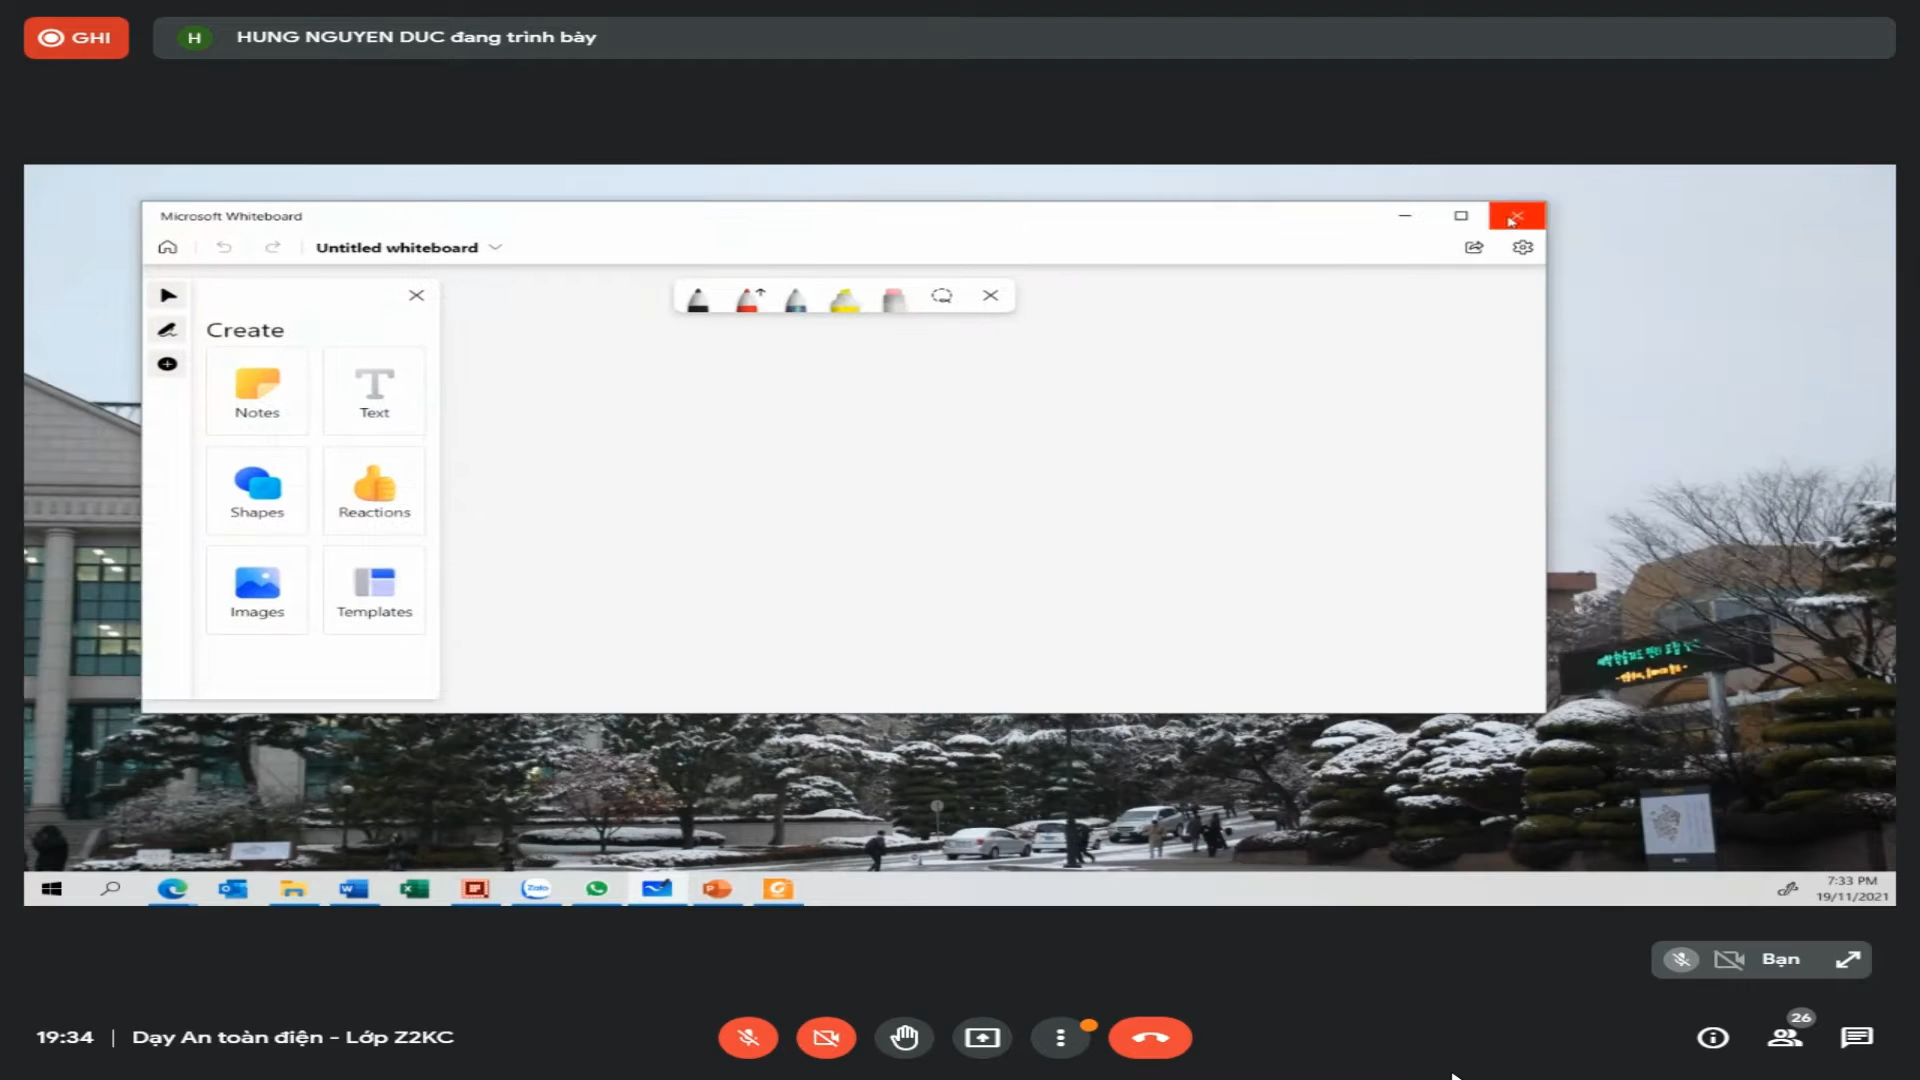 GHI
H HUNG NGUYEN DUC đang trình bày
Microsoft Whiteboard
Untitled whiteboard
Create
Notes Text
Shapes Reactions
Images Templates
Zalo
7:33 PM
19/11/2021
Bạn
26
19:34 | Dạy An toàn điện - Lớp Z2KC